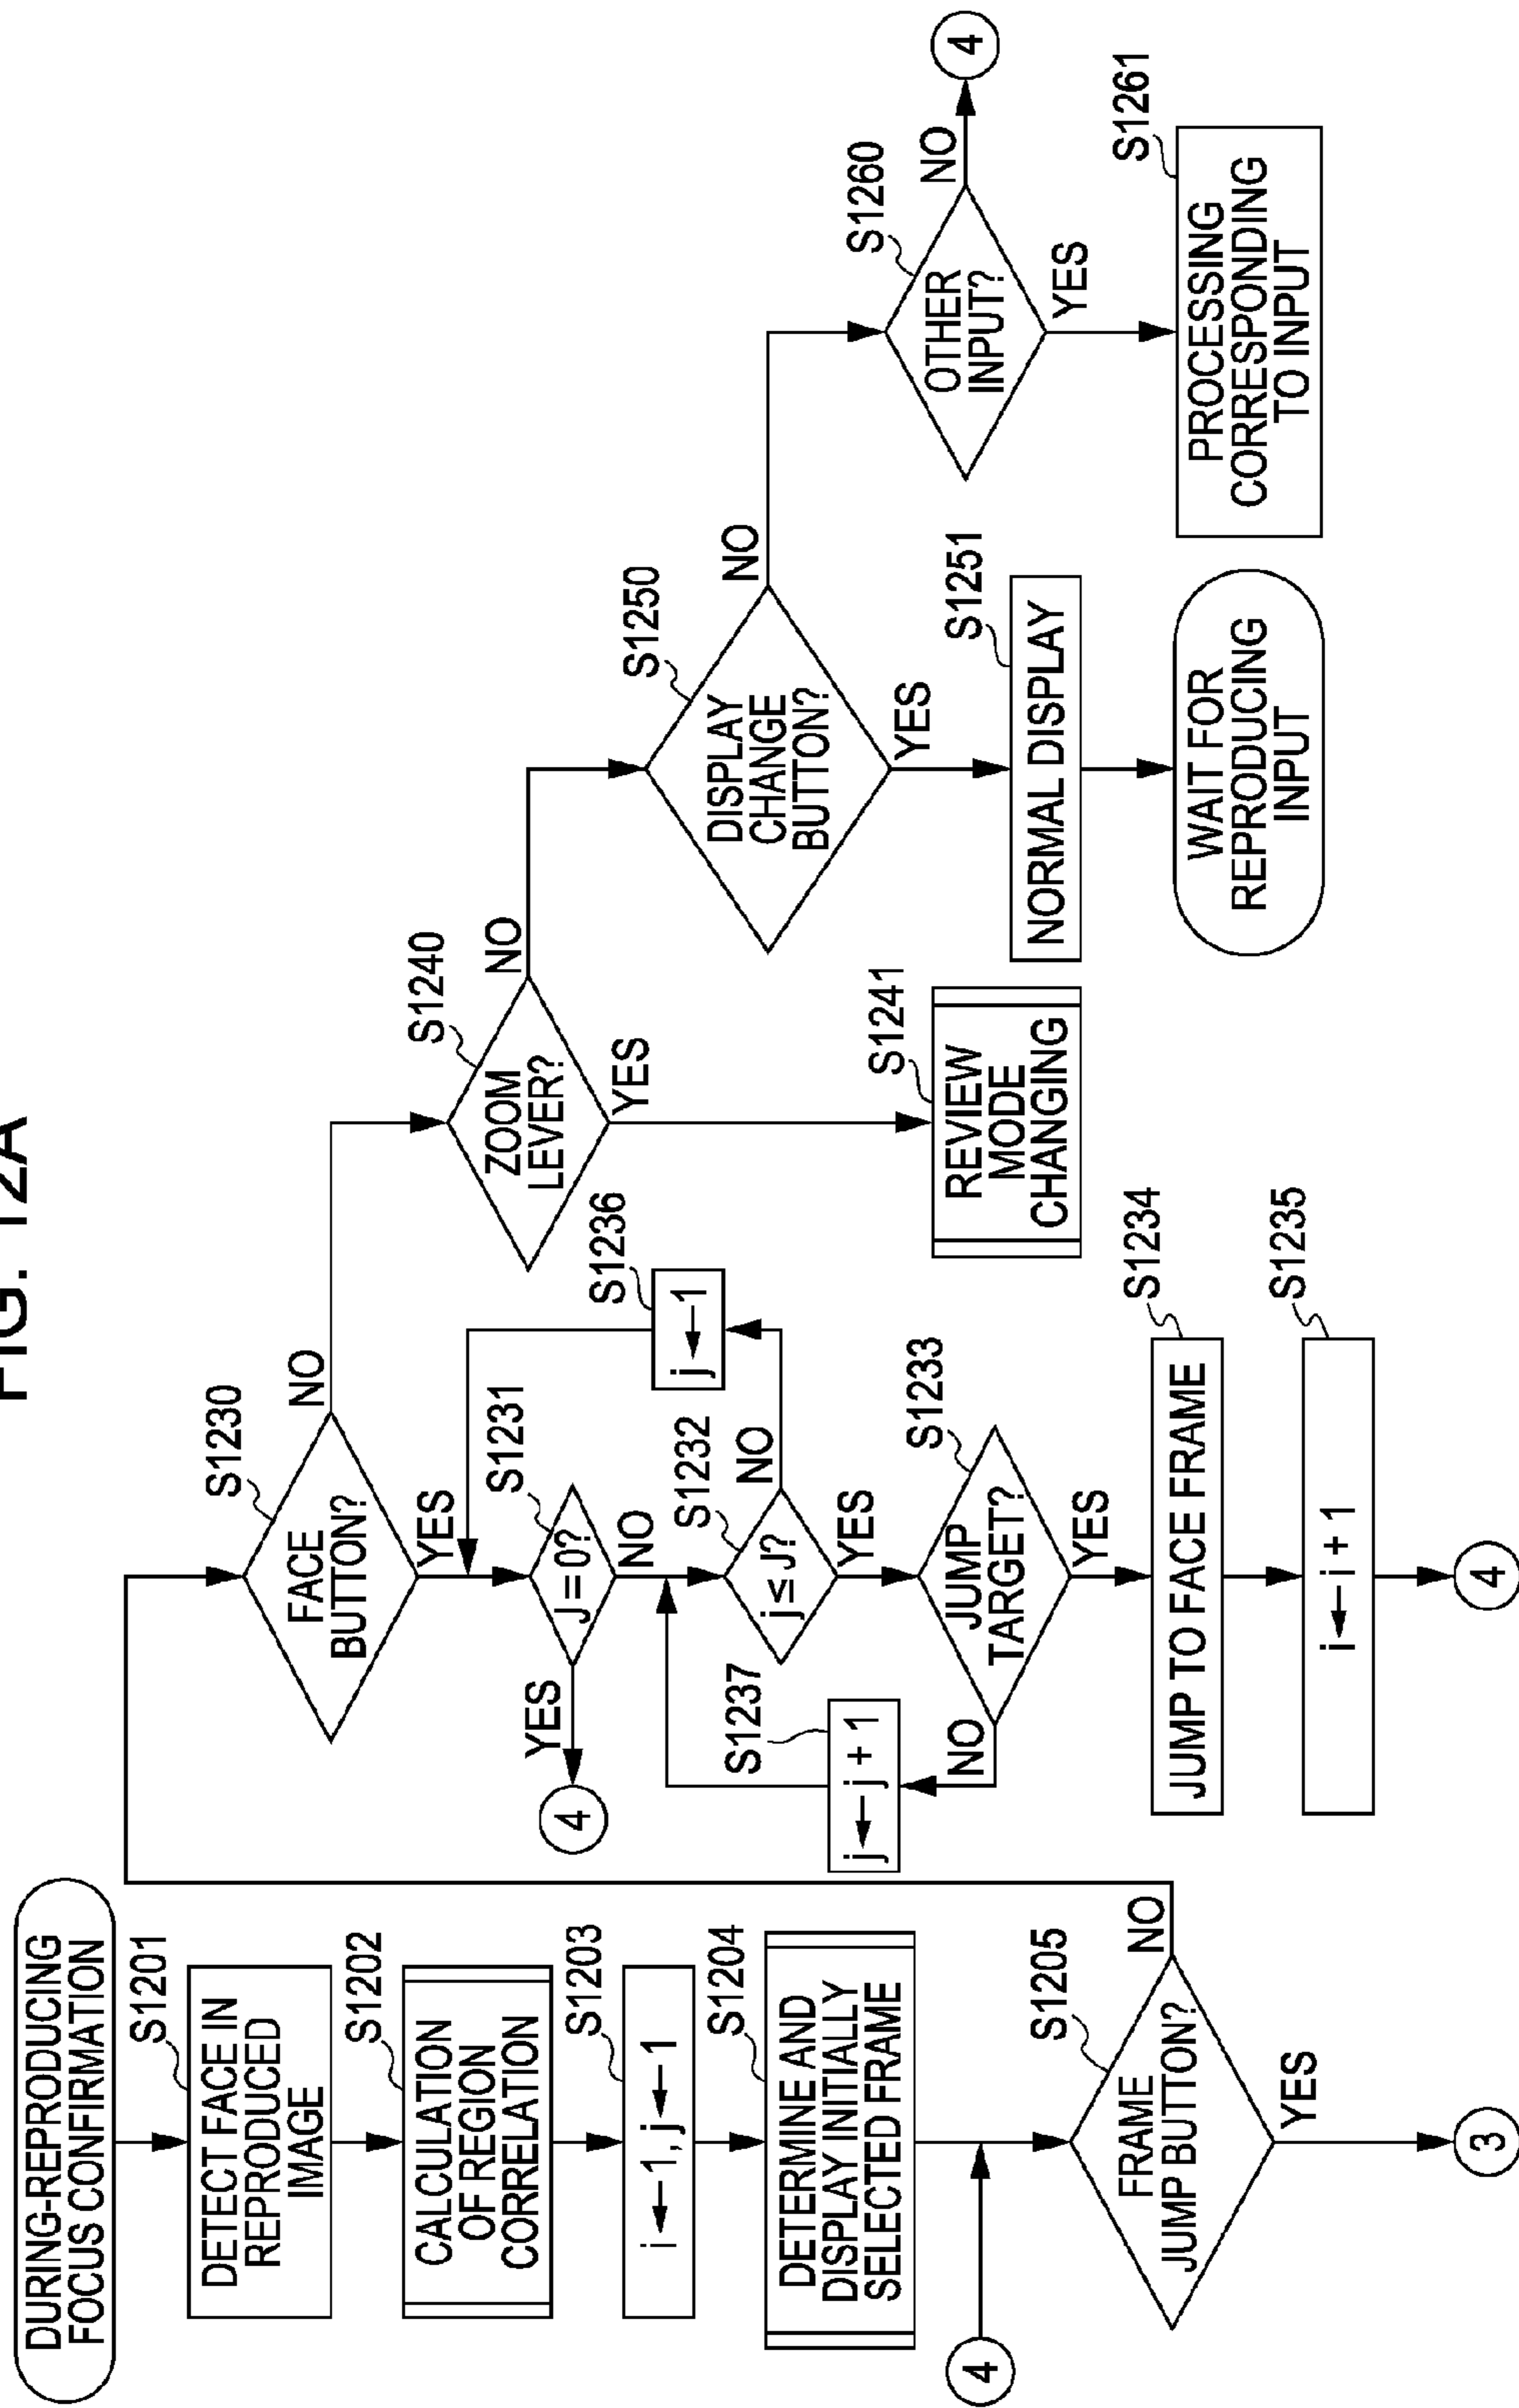 FIG. 12A
DURING-REPRODUCING
FOCUS CONFIRMATION
S1201
DETECT FACE IN
REPRODUCED
IMAGE
S1202
CALCULATION
OF REGION
CORRELATION
S1203
i ← 1, j ← 1
S1204
DETERMINE AND
DISPLAY INITIALLY
SELECTED FRAME
4
S1205
FRAME
JUMP BUTTON?
NO
YES
3
S1230
FACE
BUTTON?
NO
YES
S1231
J = 0?
YES
4
NO
S1232
j ≤ J?
NO
YES
S1236
j ← 1
S1233
JUMP
TARGET?
NO
YES
S1237
j ← j + 1
S1234
JUMP TO FACE FRAME
S1235
i ← i + 1
4
S1240
ZOOM
LEVER?
NO
YES
S1241
REVIEW
MODE
CHANGING
S1250
DISPLAY
CHANGE
BUTTON?
NO
YES
S1251
NORMAL DISPLAY
WAIT FOR
REPRODUCING
INPUT
S1260
OTHER
INPUT?
NO
4
YES
S1261
PROCESSING
CORRESPONDING
TO INPUT